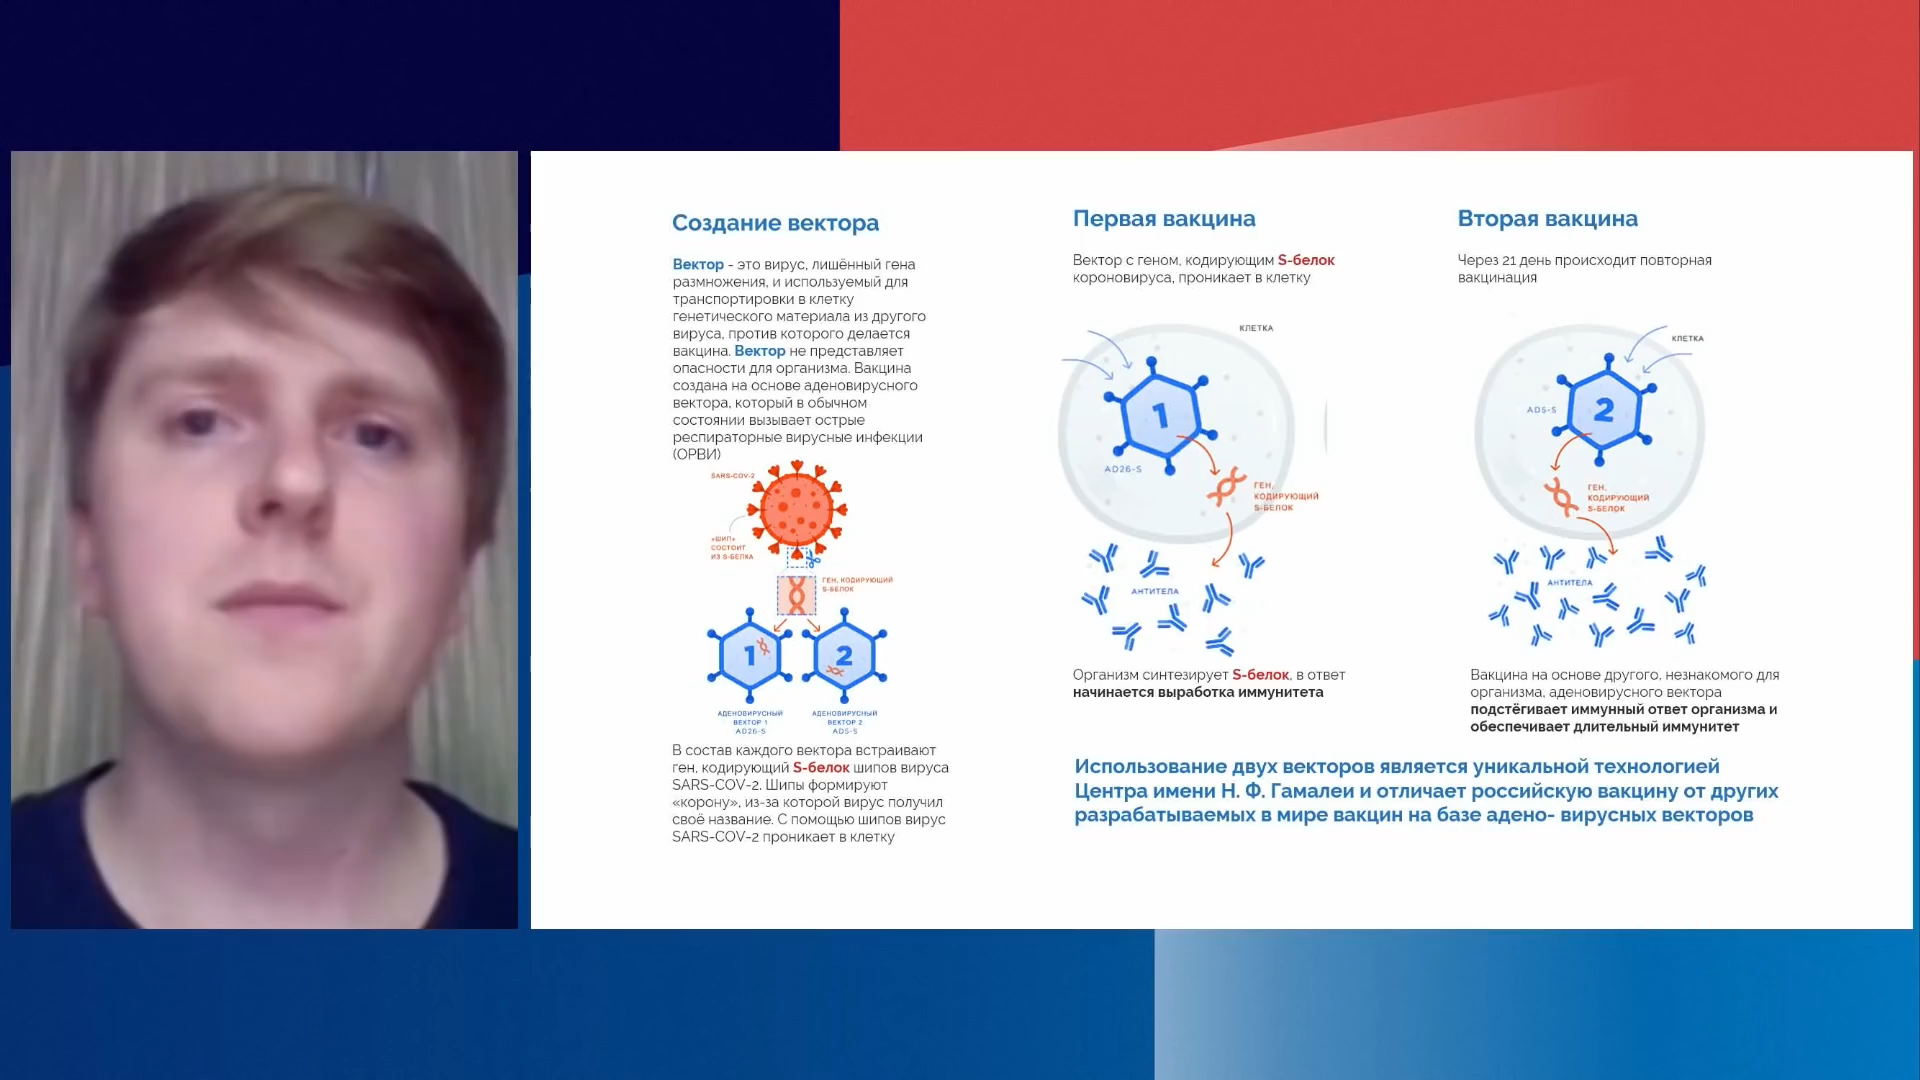 Создание вектора
Вектор - это вирус, лишённый гена
размножения, и используемый для
транспортировки в клетку
генетического материала из другого
вируса, против которого делается
вакцина. Вектор не представляет
опасности для организма. Вакцина
создана на основе аденовирусного
вектора, который в обычном
состоянии вызывает острые
респираторные вирусные инфекции
(ОРВИ)
SARS-COV-2
«ШИП»
СОСТОИТ
ИЗ S-БЕЛКА
ГЕН, КОДИРУЮЩИЙ
S-БЕЛОК
1
2
АДЕНОВИРУСНЫЙ
ВЕКТОР 1
AD26-S
АДЕНОВИРУСНЫЙ
ВЕКТОР 2
AD5-S
В состав каждого вектора встраивают
ген, кодирующий S-белок шипов вируса
SARS-COV-2. Шипы формируют
«корону», из-за которой вирус получил
своё название. С помощью шипов вирус
SARS-COV-2 проникает в клетку
Первая вакцина
Вектор с геном, кодирующим S-белок
короновируса, проникает в клетку
КЛЕТКА
1
AD26-S
ГЕН,
КОДИРУЮЩИЙ
S-БЕЛОК
АНТИТЕЛА
Организм синтезирует S-белок, в ответ
начинается выработка иммунитета
Вторая вакцина
Через 21 день происходит повторная
вакцинация
КЛЕТКА
2
AD5-S
ГЕН,
КОДИРУЮЩИЙ
S-БЕЛОК
АНТИТЕЛА
Вакцина на основе другого, незнакомого для
организма, аденовирусного вектора
подстёгивает иммунный ответ организма и
обеспечивает длительный иммунитет
Использование двух векторов является уникальной технологией
Центра имени Н. Ф. Гамалеи и отличает российскую вакцину от других
разрабатываемых в мире вакцин на базе адено- вирусных векторов